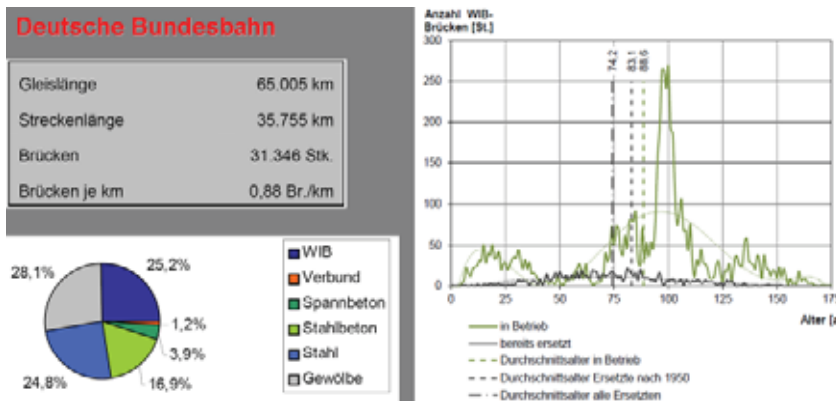 Deutsche Bundesbahn
Gleislänge 65.005 km
Streckenlänge 35.755 km
Brücken 31.346 Stk.
Brücken je km 0,88 Br./km
28,1%
25,2%
1,2%
3,9%
16,9%
24,8%
WIB
Verbund
Spannbeton
Stahlbeton
Stahl
Gewölbe
Anzahl WIB-
Brücken [St.]
300
250
200
150
100
50
0
74,2
83,1
88,6
0 25 50 75 100 125 150 175
Alter [a
in Betrieb
bereits ersetzt
Durchschnittsalter in Betrieb
Durchschnittsalter Ersetzte nach 1950
Durchschnittsalter alle Ersetzten